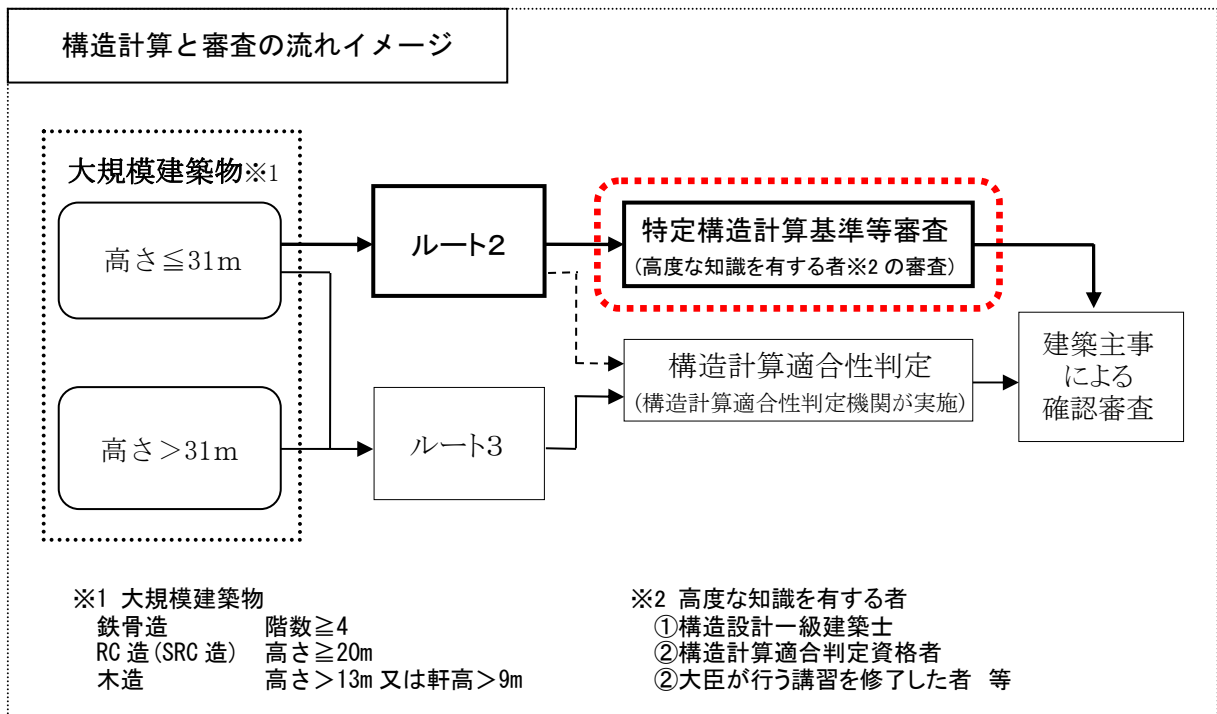 構造計算と審査の流れイメージ
大規模建築物※1
高さ≦31m
高さ＞31m
ルート2
ルート3
特定構造計算基準等審査
(高度な知識を有する者※2 の審査)
構造計算適合性判定
(構造計算適合性判定機関が実施)
建築主事
による
確認審査
※1 大規模建築物
鉄骨造 階数≧4
RC 造(SRC 造) 高さ≧20m
木造 高さ＞13m 又は軒高＞9m
※2 高度な知識を有する者
①構造設計一級建築士
②構造計算適合判定資格者
②大臣が行う講習を修了した者 等